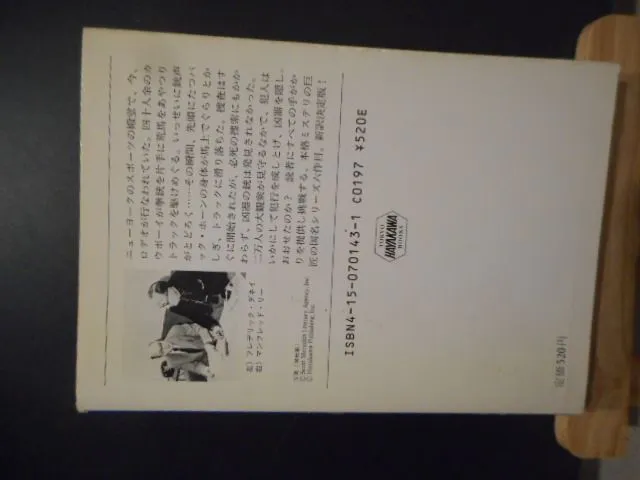 ニューヨークのスポーツの殿堂で、今、
ロデオが行なわれていた。四十人余のカ
ウボーイが拳銃を片手に荒馬をあやつり
トラックを駆けめぐる。いっせいに銃声
がとどろく……その瞬間、先頭にたつバ
ック・ホーンの身体が馬上でぐらりとか
しぎ、トラックに滑り落ちた。捜査はす
ぐに開始されたが、必死の捜索にもかか
わらず、凶器の銃は発見されなかった。
二万人の大観衆が見守るなかで、犯人は
いかにして犯行を成しとげ、凶器を隠し
おおせたのか？　読者にすべての手がか
りを提供し挑戦する、本格ミステリの巨
匠の国名シリーズ六作目。新訳決定版！
左）フレデリック・ダネイ
右）マンフレッド・リー
© Scott Meredith Literary Agency, Inc.
ISBN4-15-070143-1 C0197 ¥520E
TOKYO
HAYAKAWA
BOOKS
定価520円